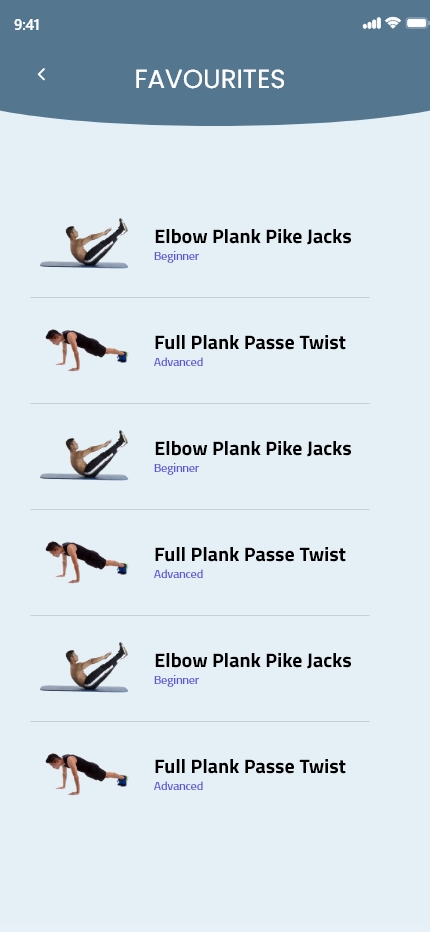 9:41
FAVOURITES
Elbow Plank Pike Jacks
Beginner
Full Plank Passe Twist
Advanced
Elbow Plank Pike Jacks
Beginner
Full Plank Passe Twist
Advanced
Elbow Plank Pike Jacks
Beginner
Full Plank Passe Twist
Advanced